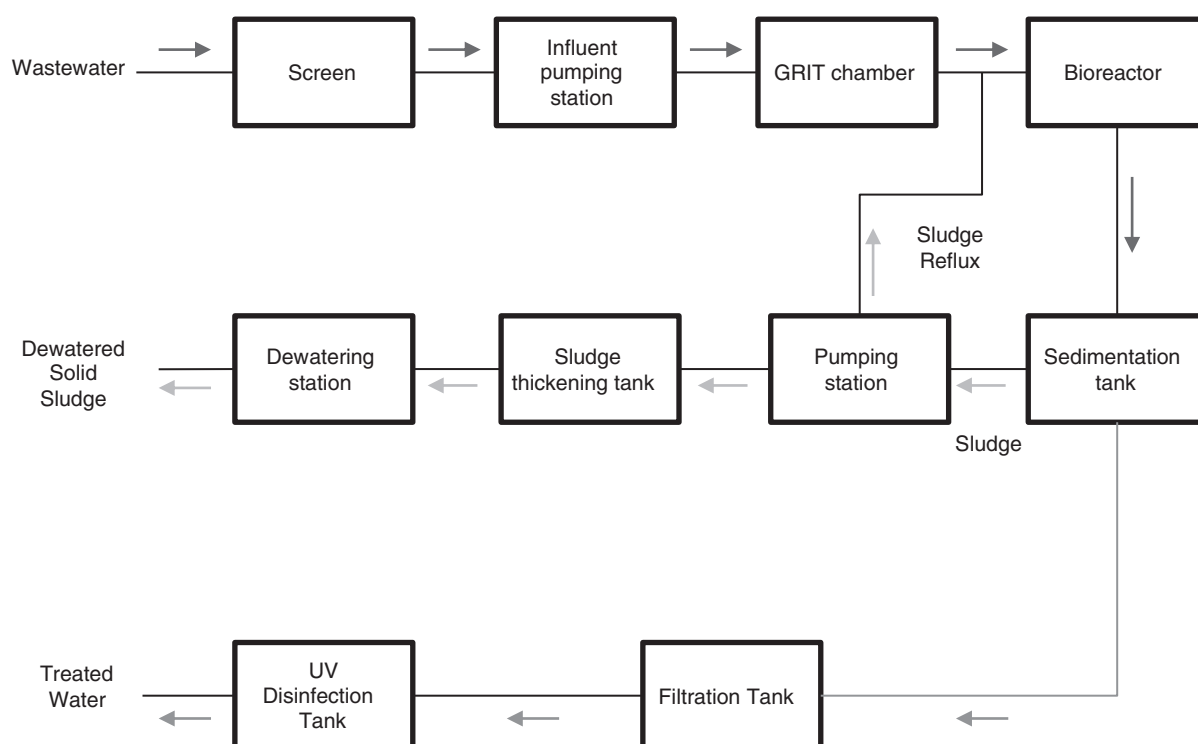 Wastewater
Screen
Influent
pumping
station
GRIT chamber
Bioreactor
Sludge
Reflux
Dewatered
Solid
Sludge
Dewatering
station
Sludge
thickening tank
Pumping
station
Sedimentation
tank
Sludge
Treated
Water
UV
Disinfection
Tank
Filtration Tank